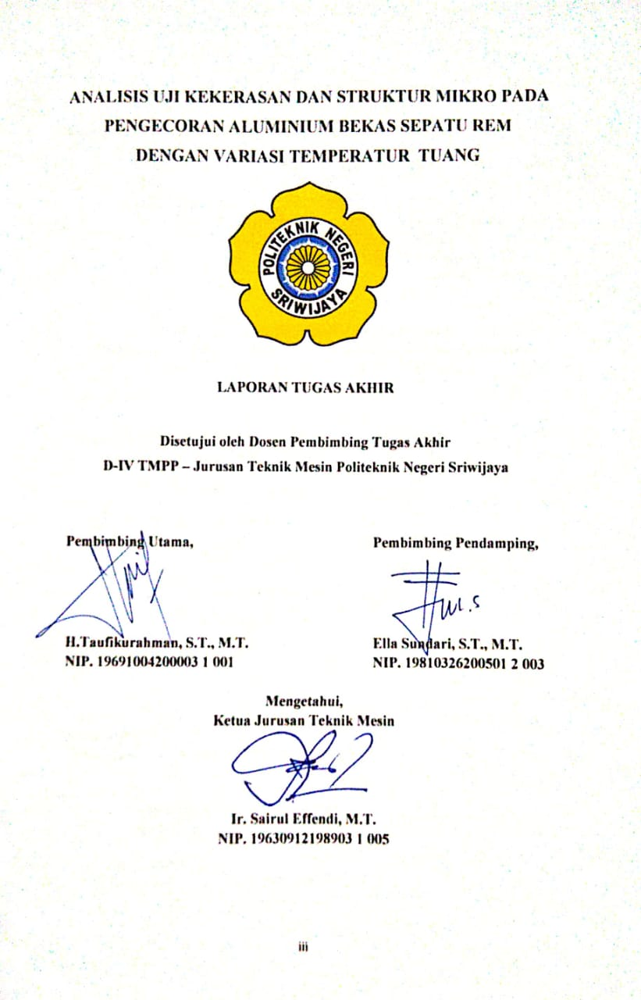 ANALISIS UJI KEKERASAN DAN STRUKTUR MIKRO PADA
PENGECORAN ALUMINIUM BEKAS SEPATU REM
DENGAN VARIASI TEMPERATUR TUANG
POLITEKNIK NEGERI
SRIWIJAYA
LAPORAN TUGAS AKHIR
Disetujui oleh Dosen Pembimbing Tugas Akhir
D-IV TMPP – Jurusan Teknik Mesin Politeknik Negeri Sriwijaya
Pembimbing Utama,
H.Taufikurahman, S.T., M.T.
NIP. 19691004200003 1 001
Pembimbing Pendamping,
Ella Sundari, S.T., M.T.
NIP. 19810326200501 2 003
Mengetahui,
Ketua Jurusan Teknik Mesin
Ir. Sairul Effendi, M.T.
NIP. 19630912198903 1 005
iii